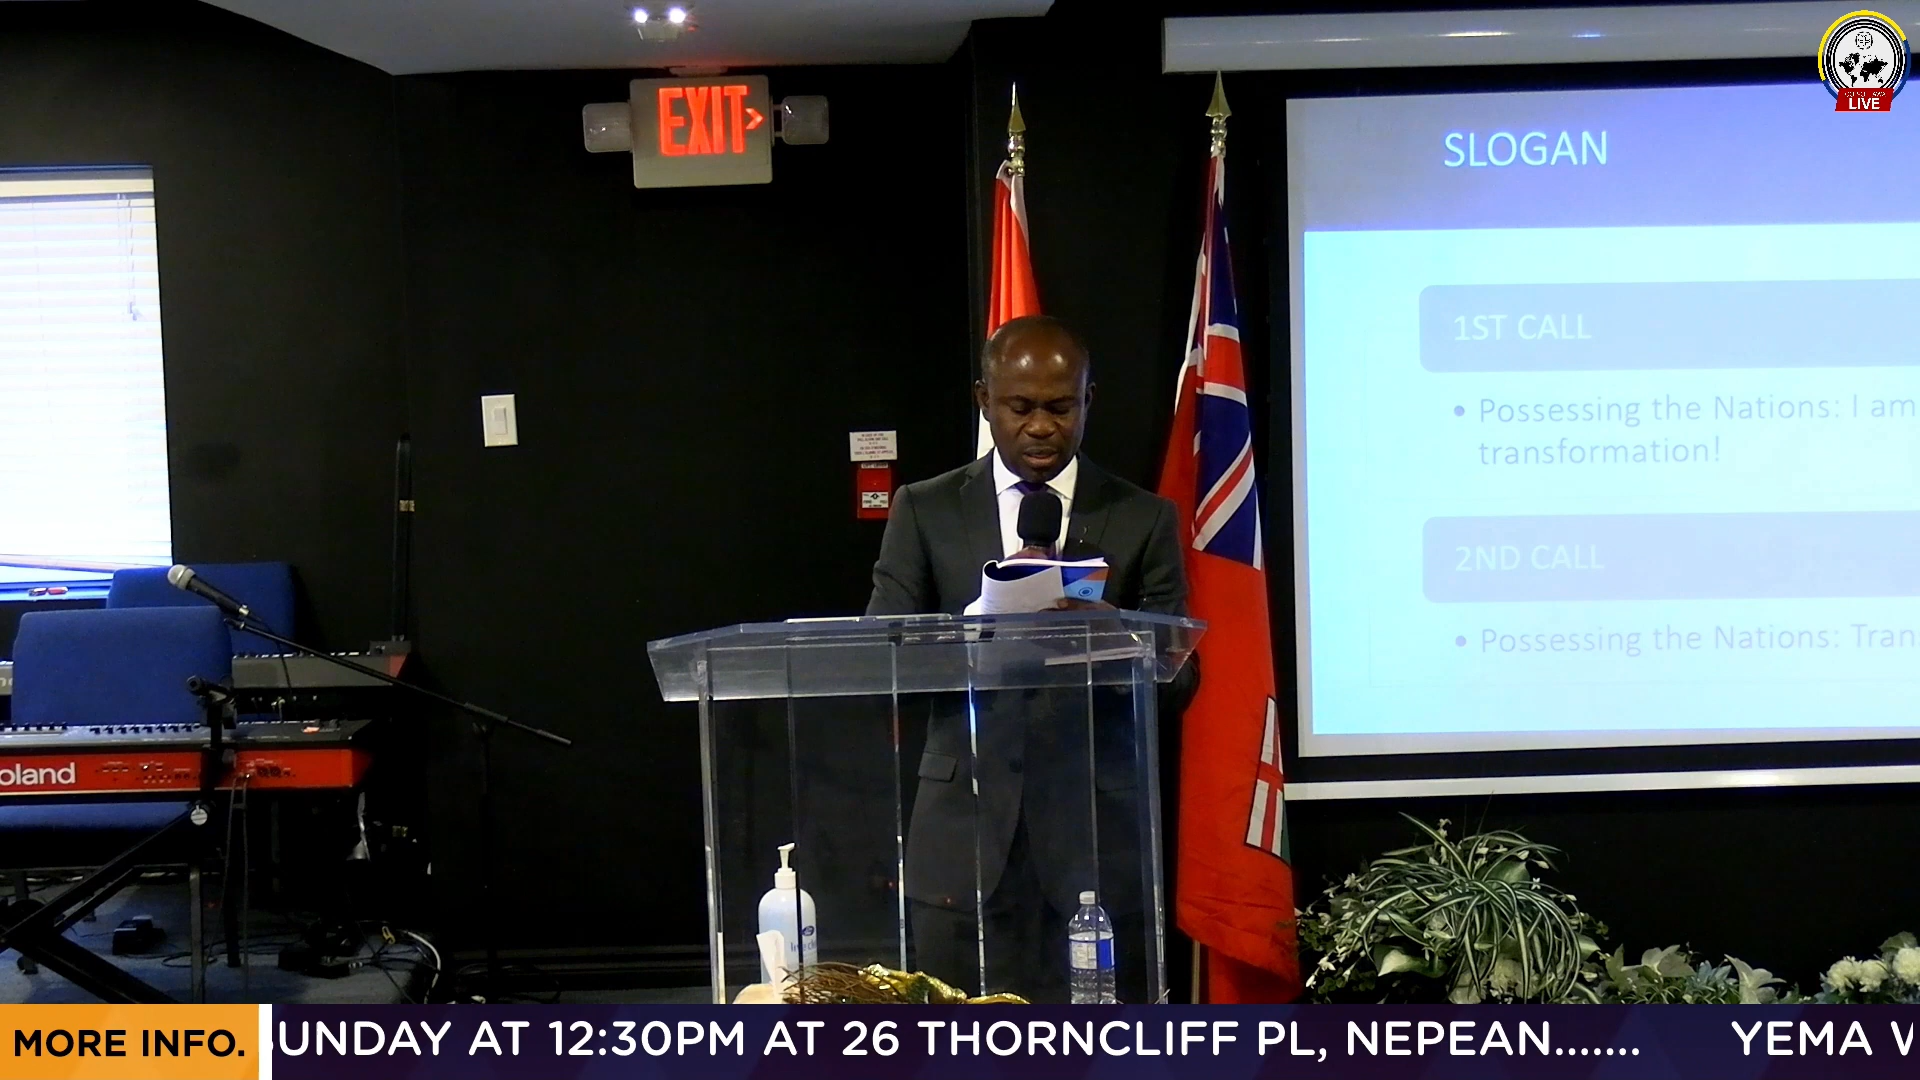 EXIT
LIVE
SLOGAN
1ST CALL
• Possessing the Nations: I am
transformation!
2ND CALL
• Possessing the Nations: Tran
oland
MORE INFO.
UNDAY AT 12:30PM AT 26 THORNCLIFF PL, NEPEAN....... YEMA